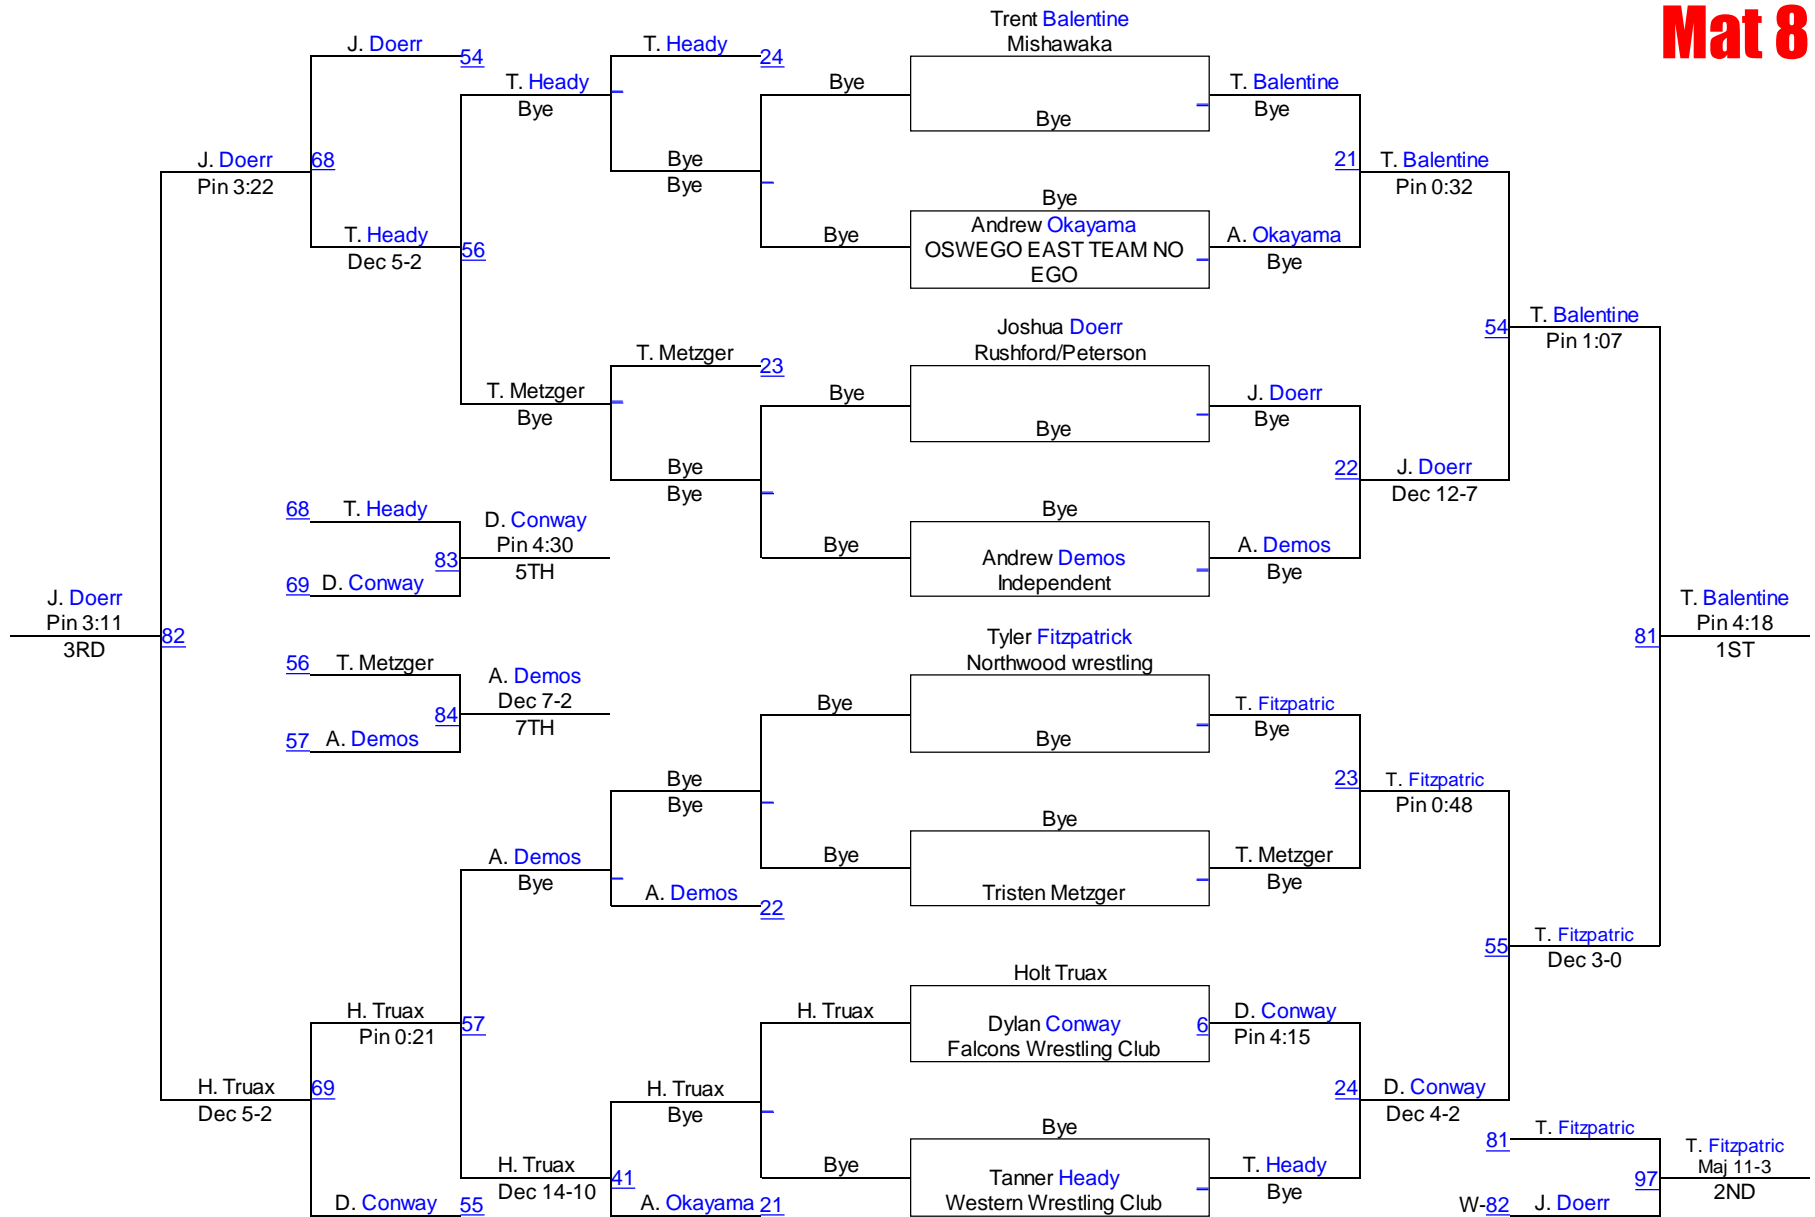 Mat 8
Trent Balentine
Mishawaka
J. Doerr
54
T. Heady
24
T. Heady
Bye
Bye
Bye
T. Balentine
Bye
J. Doerr
68
Pin 3:22
Bye
Bye
21
T. Balentine
Pin 0:32
Bye
T. Heady
Dec 5-2
56
Bye
Andrew Okayama
OSWEGO EAST TEAM NO
EGO
A. Okayama
Bye
Joshua Doerr
Rushford/Peterson
54
T. Balentine
Pin 1:07
T. Metzger
23
T. Metzger
Bye
Bye
Bye
J. Doerr
Bye
Bye
Bye
22
J. Doerr
Dec 12-7
68
T. Heady
D. Conway
Pin 4:30
5TH
83
69
D. Conway
Bye
Bye
Andrew Demos
Independent
A. Demos
Bye
J. Doerr
Pin 3:11
3RD
82
Tyler Fitzpatrick
Northwood wrestling
81
T. Balentine
Pin 4:18
1ST
56
T. Metzger
A. Demos
Dec 7-2
7TH
84
57
A. Demos
Bye
Bye
T. Fitzpatric
Bye
Bye
Bye
23
T. Fitzpatric
Pin 0:48
Bye
A. Demos
Bye
Bye
Tristen Metzger
T. Metzger
Bye
A. Demos
22
55
T. Fitzpatric
Dec 3-0
Holt Truax
H. Truax
Pin 0:21
57
H. Truax
Dylan Conway
Falcons Wrestling Club
6
D. Conway
Pin 4:15
H. Truax
Dec 5-2
69
H. Truax
Bye
24
D. Conway
Dec 4-2
Bye
81
T. Fitzpatric
H. Truax
Dec 14-10
41
Bye
Tanner Heady
Western Wrestling Club
T. Heady
Bye
97
T. Fitzpatric
Maj 11-3
2ND
D. Conway
55
A. Okayama
21
W-82
J. Doerr